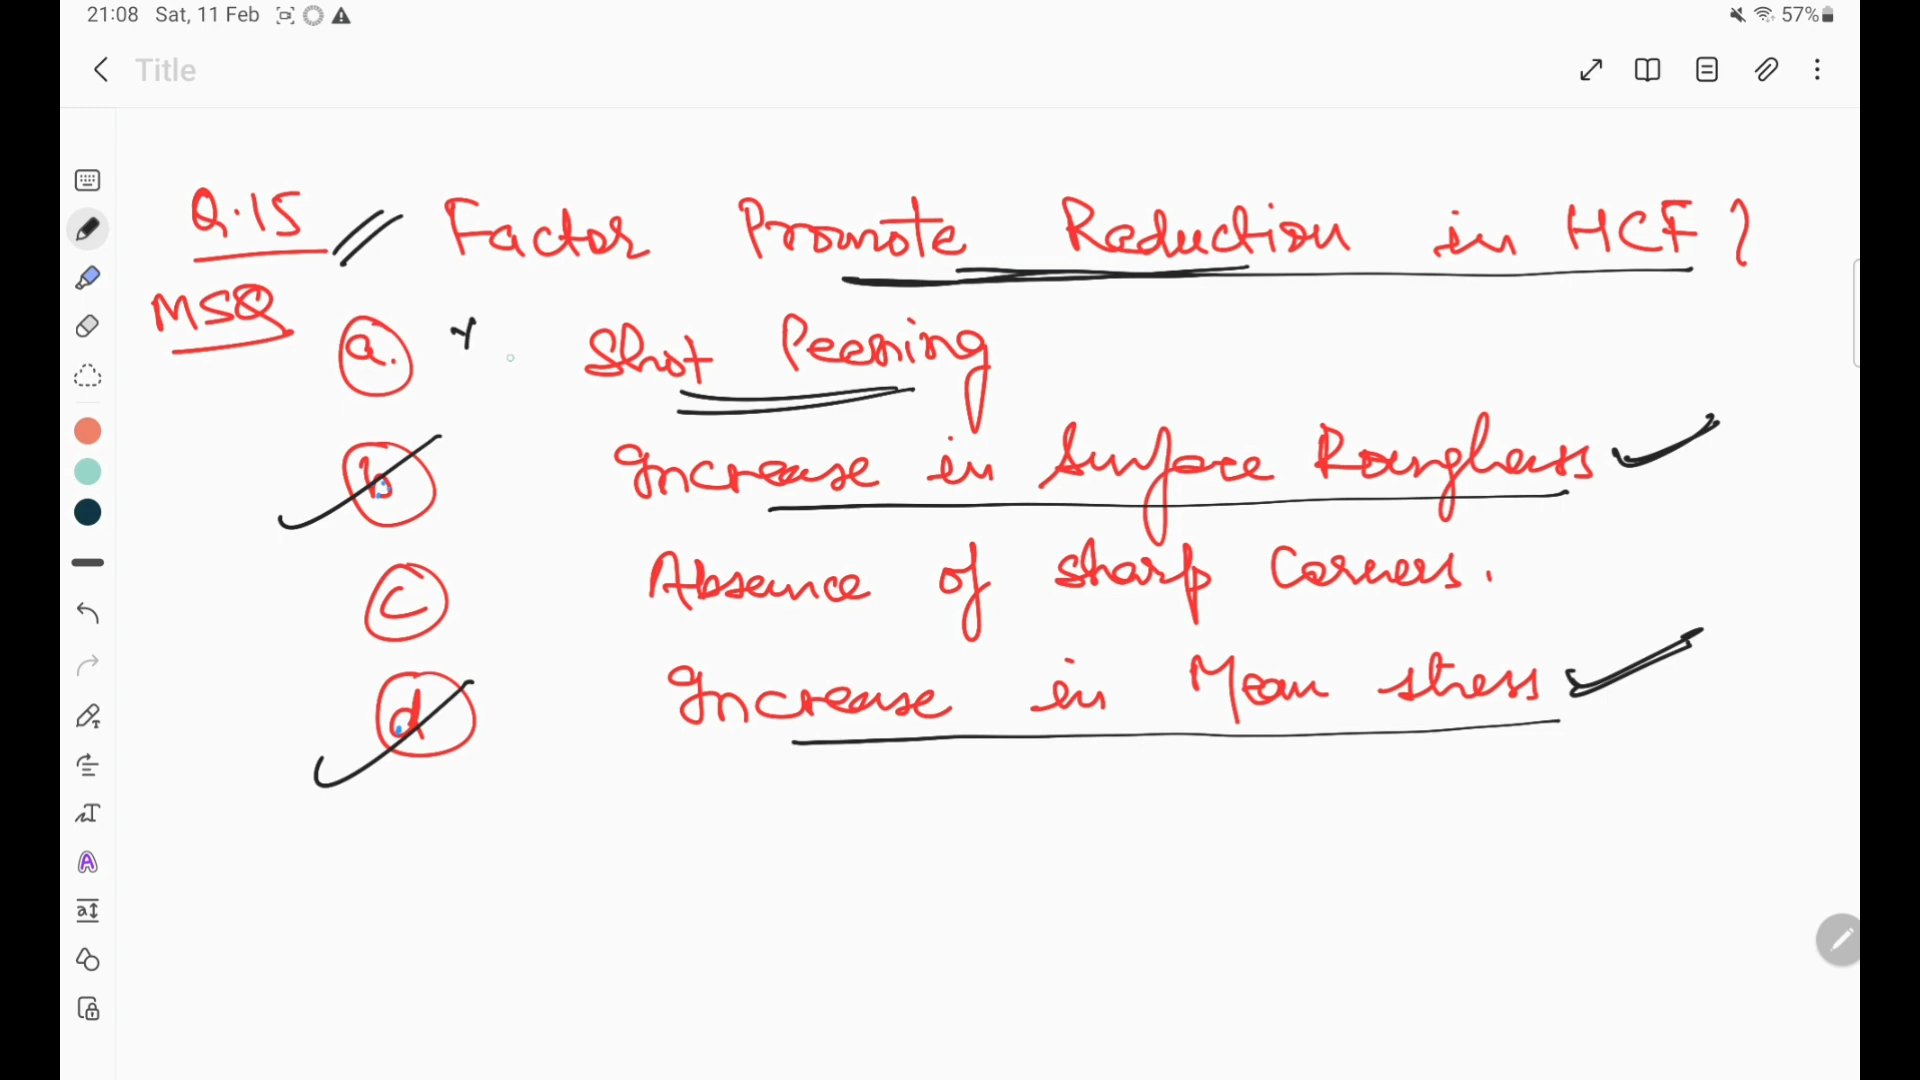 21:08 Sat, 11 Feb 57%
Title
Q.15 // Factor Promote Reduction in HCF?
MSQ
a. Shot Peening
b. Increase in Surface Roughness
c Absence of sharp Corners.
d Increase in Mean stress